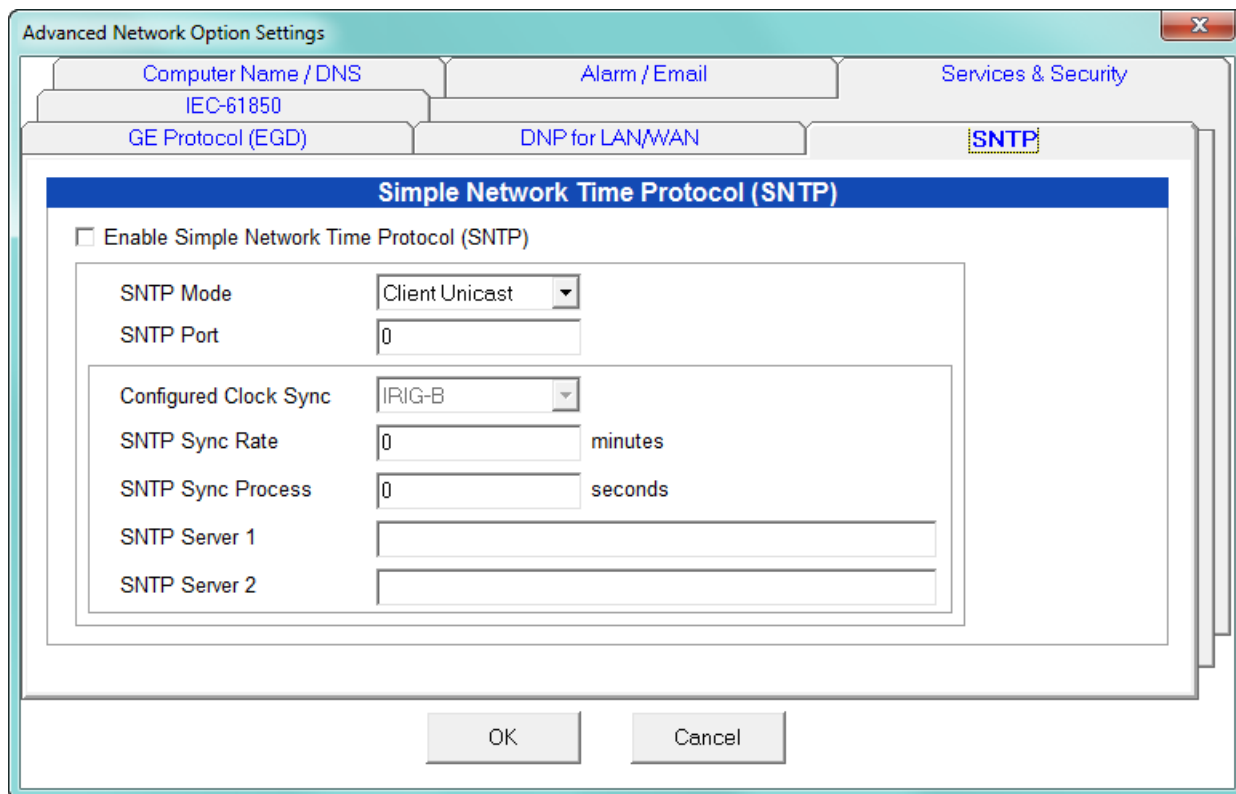 Advanced Network Option Settings
x
Computer Name / DNS
Alarm / Email
Services & Security
IEC-61850
GE Protocol (EGD)
DNP for LAN/WAN
SNTP
Simple Network Time Protocol (SNTP)
Enable Simple Network Time Protocol (SNTP)
SNTP Mode
Client Unicast
SNTP Port
0
Configured Clock Sync
IRIG-B
SNTP Sync Rate
0
minutes
SNTP Sync Process
0
seconds
SNTP Server 1
SNTP Server 2
OK
Cancel